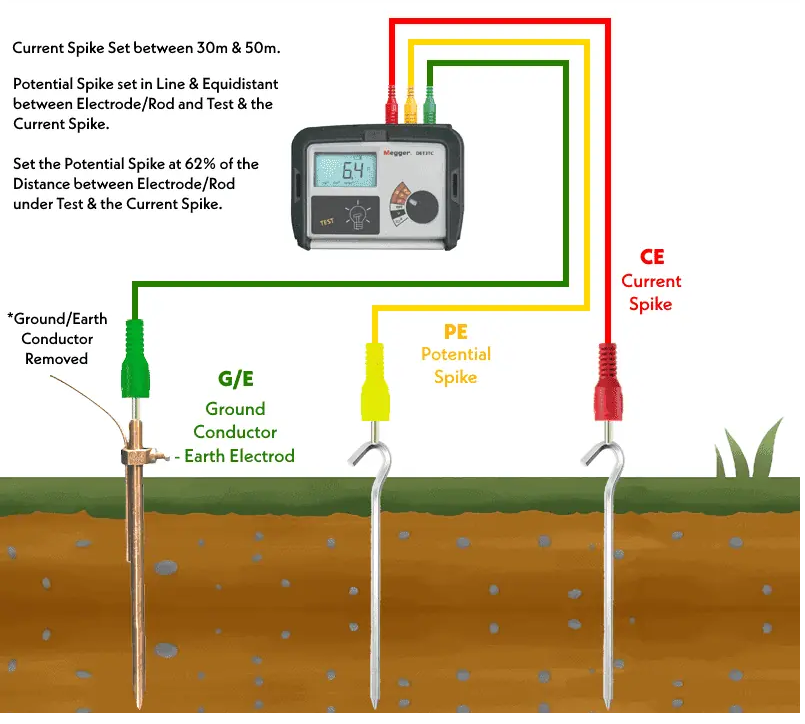 Current Spike Set between 30m & 50m.
Potential Spike set in Line & Equidistant
between Electrode/Rod and Test & the
Current Spike.
Set the Potential Spike at 62% of the
Distance between Electrode/Rod
under Test & the Current Spike.
Megger.
6.4
TEST
CE
Current
Spike
*Ground/Earth
Conductor
Removed
PE
Potential
Spike
G/E
Ground
Conductor
- Earth Electrod